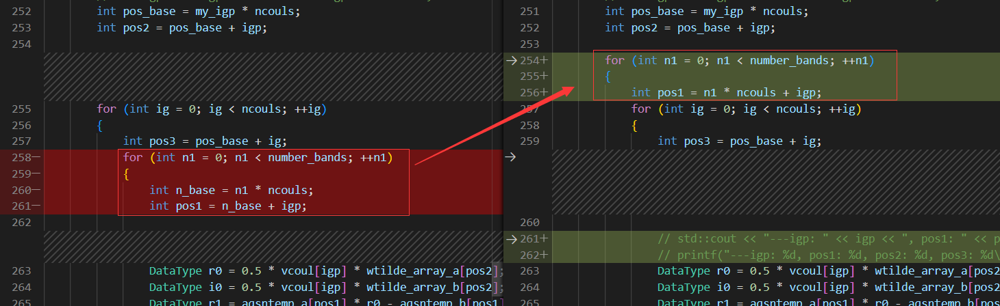 252 int pos_base = my_igp * ncouls;
253 int pos2 = pos_base + igp;
254
255 for (int ig = 0; ig < ncouls; ++ig)
256 {
257 int pos3 = pos_base + ig;
258— for (int n1 = 0; n1 < number_bands; ++n1)
259— {
260— int n_base = n1 * ncouls;
261— int pos1 = n_base + igp;
262
263 DataType r0 = 0.5 * vcoul[igp] * wtilde_array_a[pos2];
264 DataType i0 = 0.5 * vcoul[igp] * wtilde_array_b[pos2];
265 DataType r1 = aqsntemp_a[pos1] * r0 - aqsntemp_b[pos1]
251 int pos_base = my_igp * ncouls;
252 int pos2 = pos_base + igp;
253
254+ for (int n1 = 0; n1 < number_bands; ++n1)
255+ {
256+ int pos1 = n1 * ncouls + igp;
257 for (int ig = 0; ig < ncouls; ++ig)
258 {
259 int pos3 = pos_base + ig;
260
261+ // std::cout << "---igp: " << igp << ", pos1: " << p
262+ // printf("---igp: %d, pos1: %d, pos2: %d, pos3: %d\
263 DataType r0 = 0.5 * vcoul[igp] * wtilde_array_a[pos2
264 DataType i0 = 0.5 * vcoul[igp] * wtilde_array_b[pos2
265 DataType r1 = aqsntemp_a[pos1] * r0 - aqsntemp_b[pos